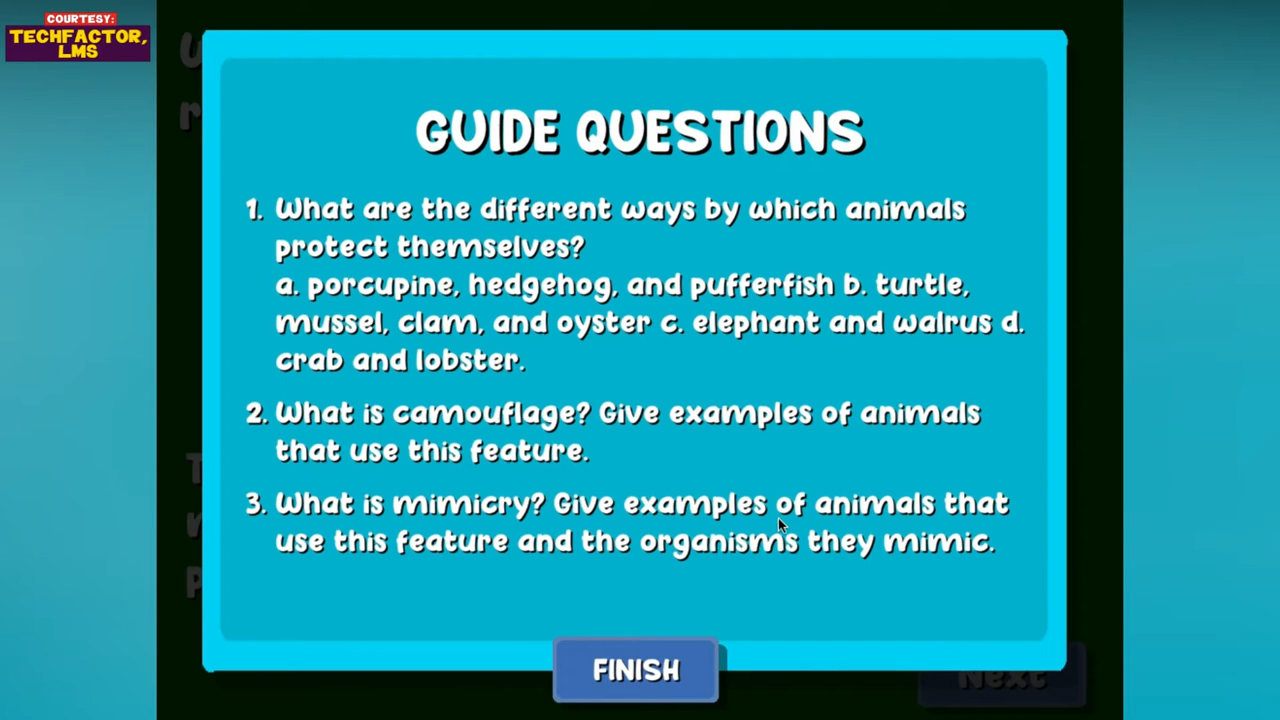 COURTESY:
TECHFACTOR,
LMS
GUIDE QUESTIONS
1. What are the different ways by which animals
protect themselves?
a. porcupine, hedgehog, and pufferfish b. turtle,
mussel, clam, and oyster c. elephant and walrus d.
crab and lobster.
2. What is camouflage? Give examples of animals
that use this feature.
3. What is mimicry? Give examples of animals that
use this feature and the organisms they mimic.
FINISH
Next